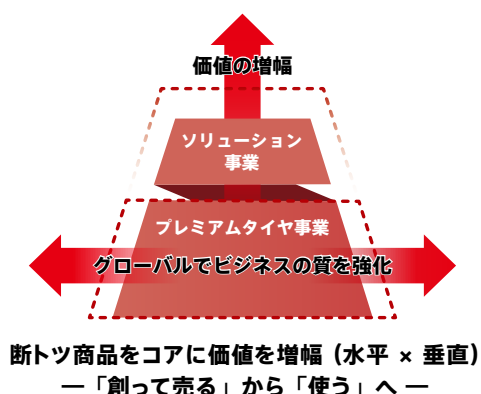 価値の増幅
ソリューション
事業
プレミアムタイヤ事業
グローバルでビジネスの質を強化
断トツ商品をコアに価値を増幅（水平 × 垂直）
―「創って売る」から「使う」へ ―